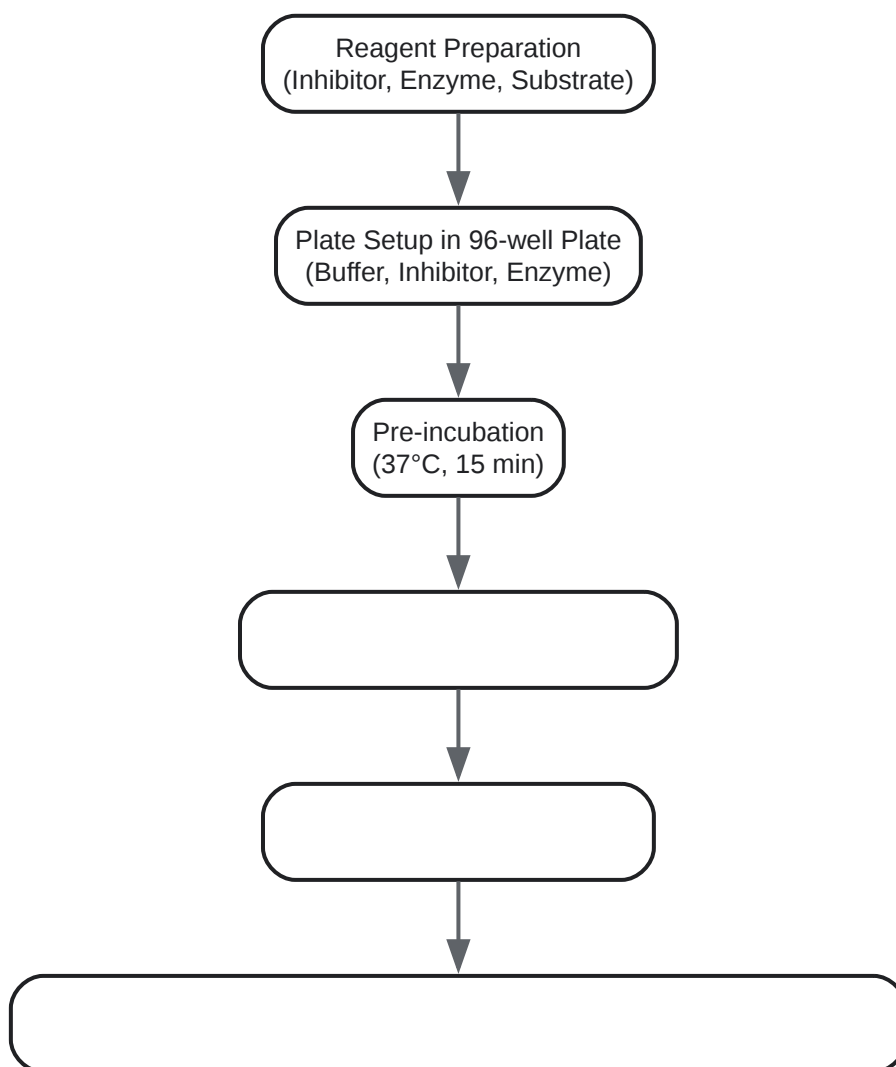 Reagent Preparation
(Inhibitor, Enzyme, Substrate)
Plate Setup in 96-well Plate
(Buffer, Inhibitor, Enzyme)
Pre-incubation
(37°C, 15 min)